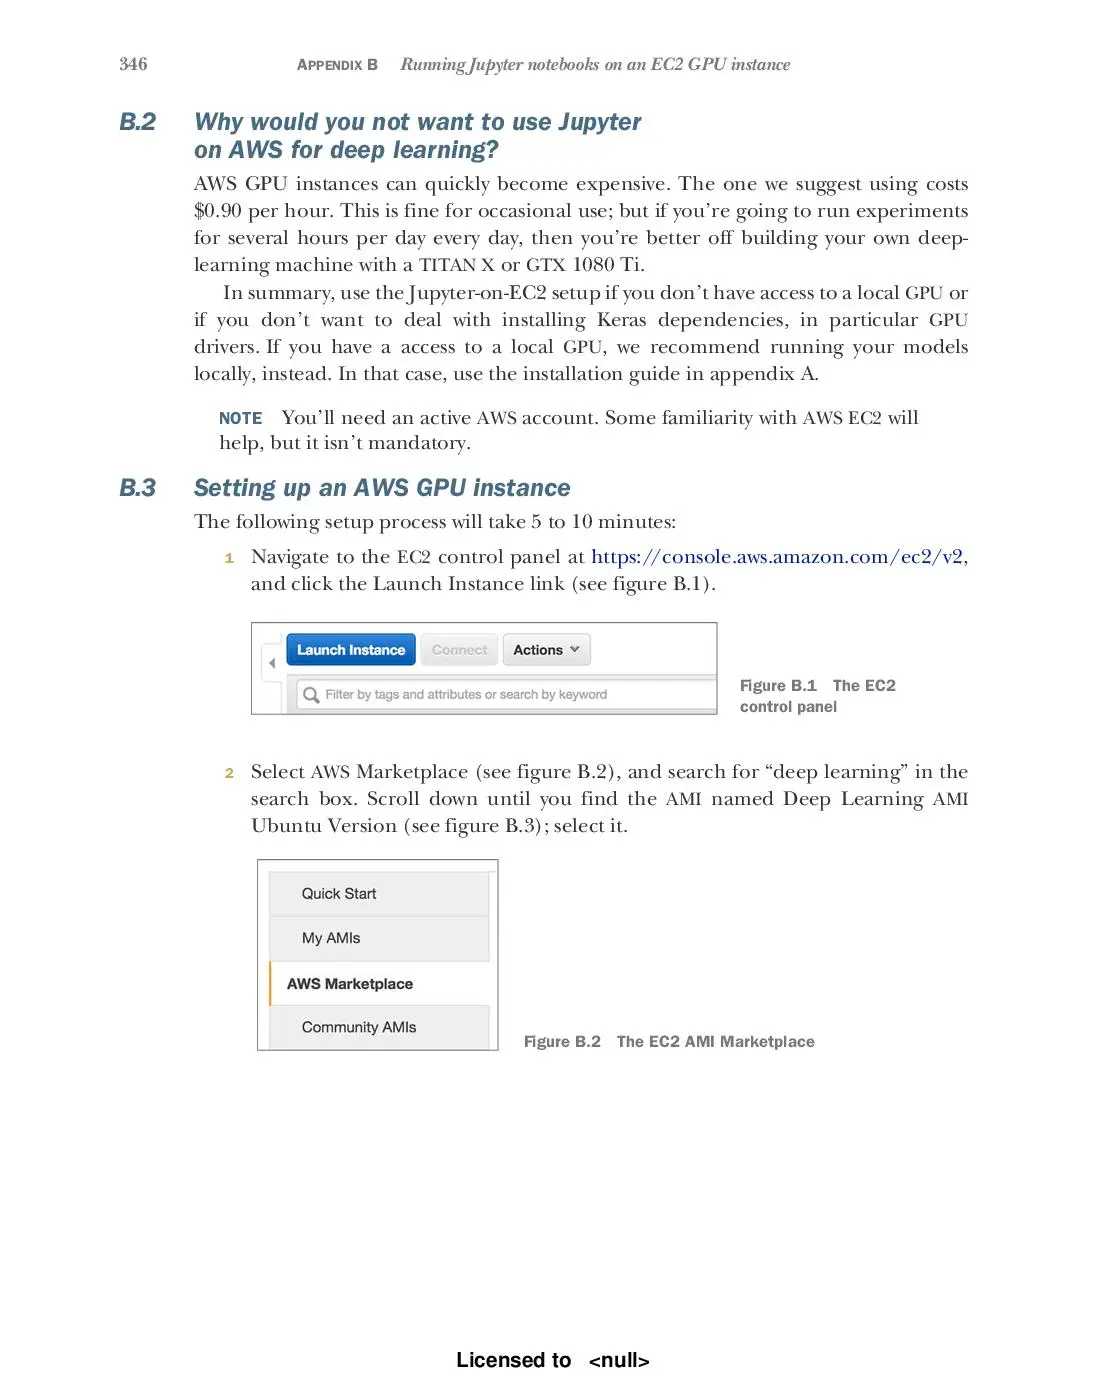 346 APPENDIX B Running Jupyter notebooks on an EC2 GPU instance
B.2 Why would you not want to use Jupyter
on AWS for deep learning?
AWS GPU instances can quickly become expensive. The one we suggest using costs
$0.90 per hour. This is fine for occasional use; but if you’re going to run experiments
for several hours per day every day, then you’re better off building your own deep-
learning machine with a TITAN X or GTX 1080 Ti.
In summary, use the Jupyter-on-EC2 setup if you don’t have access to a local GPU or
if you don’t want to deal with installing Keras dependencies, in particular GPU
drivers. If you have a access to a local GPU, we recommend running your models
locally, instead. In that case, use the installation guide in appendix A.
NOTE You’ll need an active AWS account. Some familiarity with AWS EC2 will
help, but it isn’t mandatory.
B.3 Setting up an AWS GPU instance
The following setup process will take 5 to 10 minutes:
1 Navigate to the EC2 control panel at https://console.aws.amazon.com/ec2/v2,
and click the Launch Instance link (see figure B.1).
Launch Instance Connect Actions
Filter by tags and attributes or search by keyword
Figure B.1 The EC2
control panel
2 Select AWS Marketplace (see figure B.2), and search for “deep learning” in the
search box. Scroll down until you find the AMI named Deep Learning AMI
Ubuntu Version (see figure B.3); select it.
Quick Start
My AMIs
AWS Marketplace
Community AMIs
Figure B.2 The EC2 AMI Marketplace
Licensed to <null>